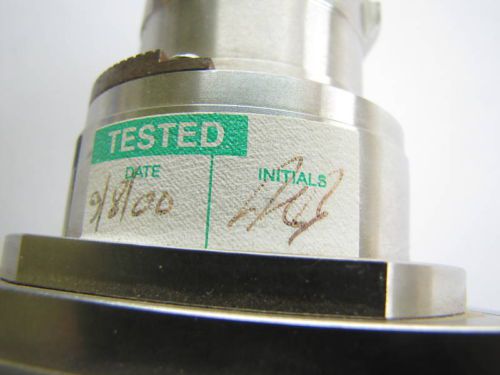 TESTED
DATE INITIALS
9/8/00